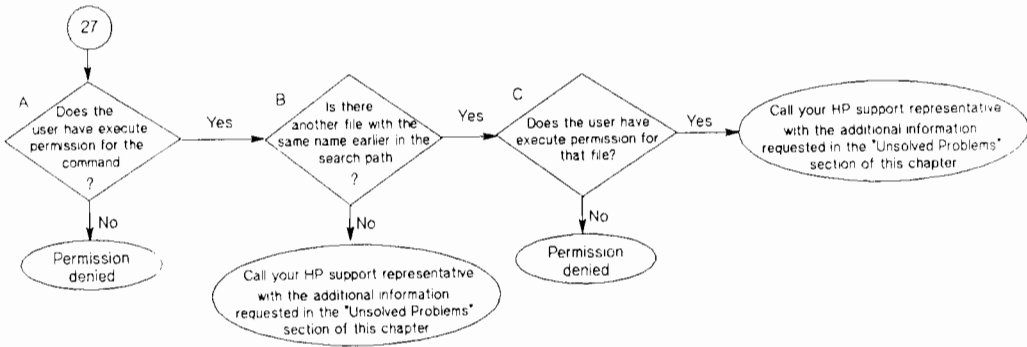 27
A
Does the
user have execute
permission for the
command
?
Yes
No
Permission
denied
B
Is there
another file with the
same name earlier in the
search path
?
Yes
No
Call your HP support representative
with the additional information
requested in the "Unsolved Problems"
section of this chapter
C
Does the user have
execute permission for
that file?
Yes
No
Permission
denied
Call your HP support representative
with the additional information
requested in the "Unsolved Problems"
section of this chapter